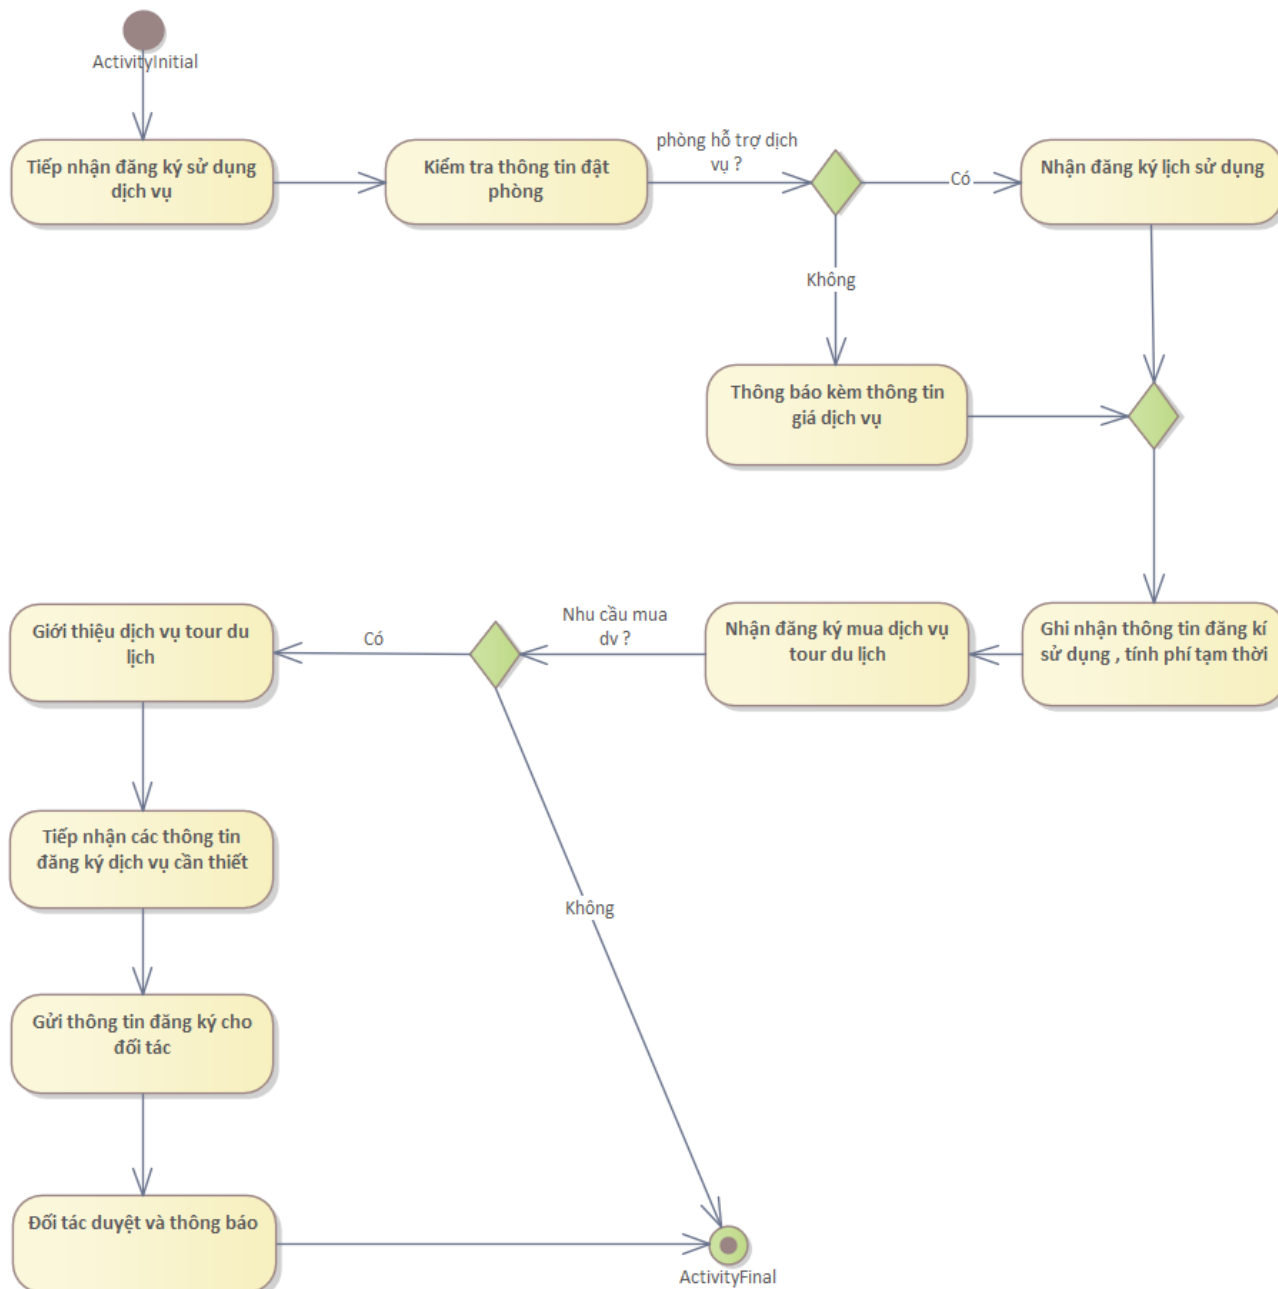 ActivityInitial
Tiếp nhận đăng ký sử dụng
dịch vụ
Kiểm tra thông tin đặt
phòng
phòng hỗ trợ dịch
vụ ?
Có
Nhận đăng ký lịch sử dụng
Không
Thông báo kèm thông tin
giá dịch vụ
Giới thiệu dịch vụ tour du
lịch
Có
Nhu cầu mua
dv ?
Nhận đăng ký mua dịch vụ
tour du lịch
Ghi nhận thông tin đăng kí
sử dụng , tính phí tạm thời
Tiếp nhận các thông tin
đăng ký dịch vụ cần thiết
Không
Gửi thông tin đăng ký cho
đối tác
Đối tác duyệt và thông báo
ActivityFinal